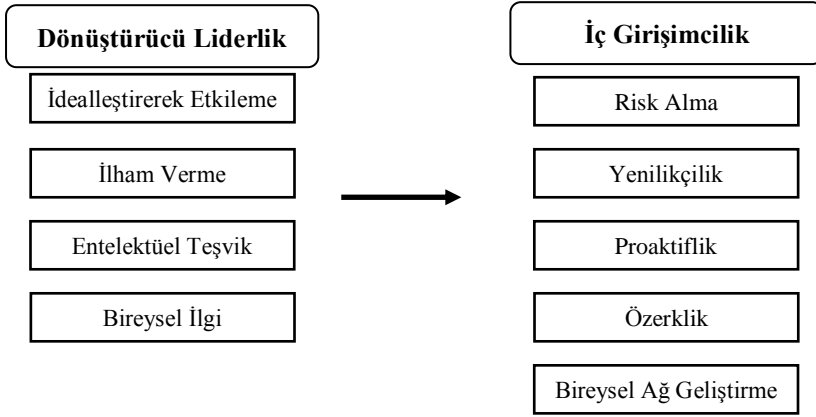 Dönüştürücü Liderlik
İdealleştirerek Etkileme
İlham Verme
Entelektüel Teşvik
Bireysel İlgi
İç Girişimcilik
Risk Alma
Yenilikçilik
Proaktiflik
Özerklik
Bireysel Ağ Geliştirme